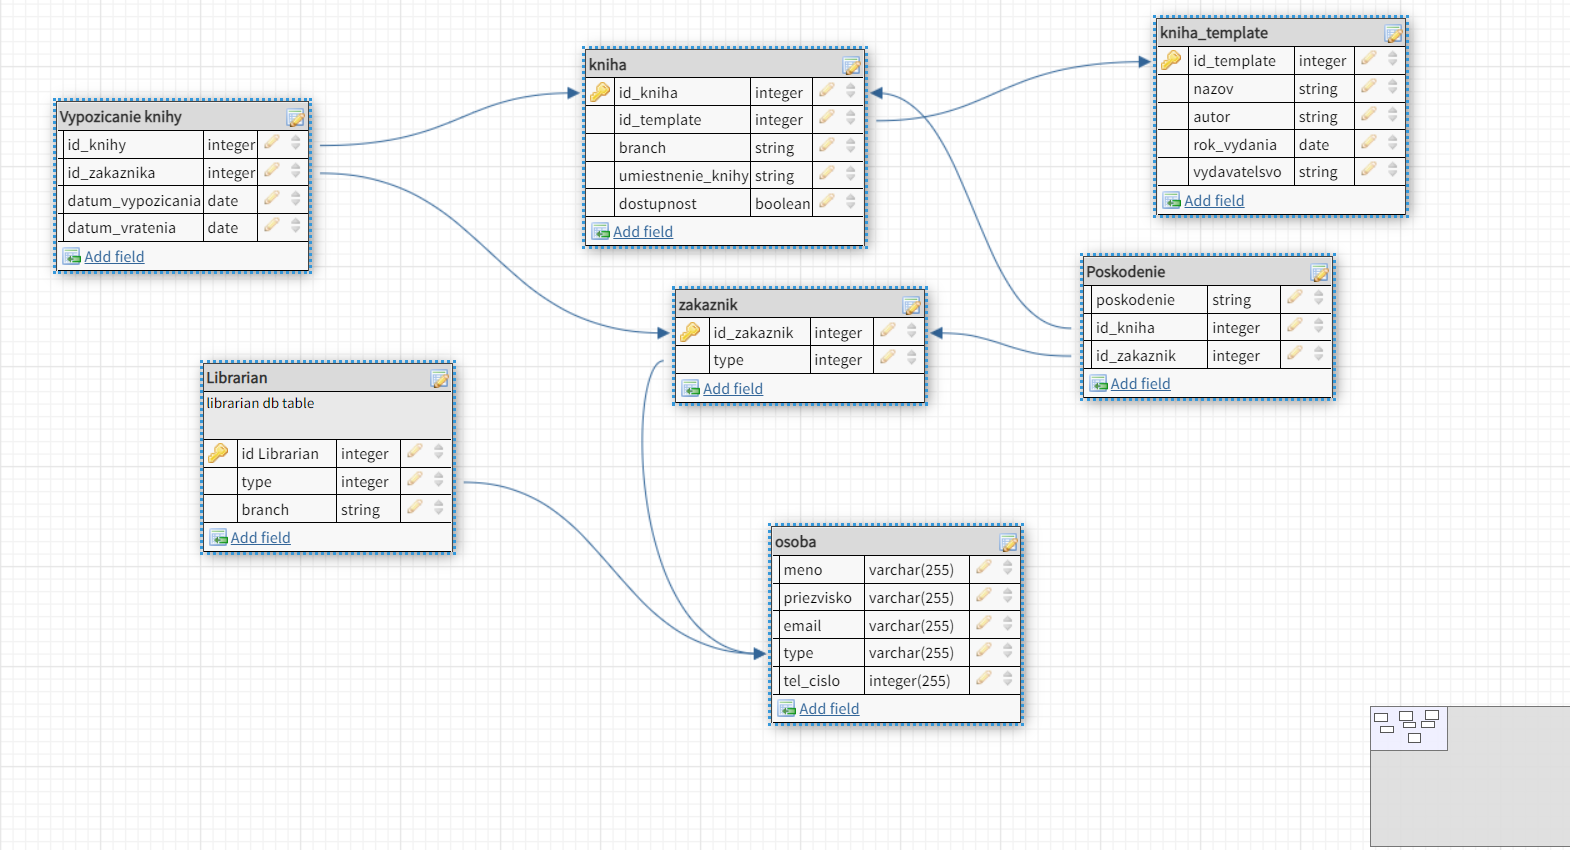 Vypozicanie knihy
id_knihy integer
id_zakaznika integer
datum_vypozicania date
datum_vratenia date
Add field
kniha
id_kniha integer
id_template integer
branch string
umiestnenie_knihy string
dostupnost boolean
Add field
kniha_template
id_template integer
nazov string
autor string
rok_vydania date
vydavatelsvo string
Add field
Poskodenie
poskodenie string
id_kniha integer
id_zakaznik integer
Add field
zakaznik
id_zakaznik integer
type integer
Add field
Librarian
librarian db table
id Librarian integer
type integer
branch string
Add field
osoba
meno varchar(255)
priezvisko varchar(255)
email varchar(255)
type varchar(255)
tel_cislo integer(255)
Add field